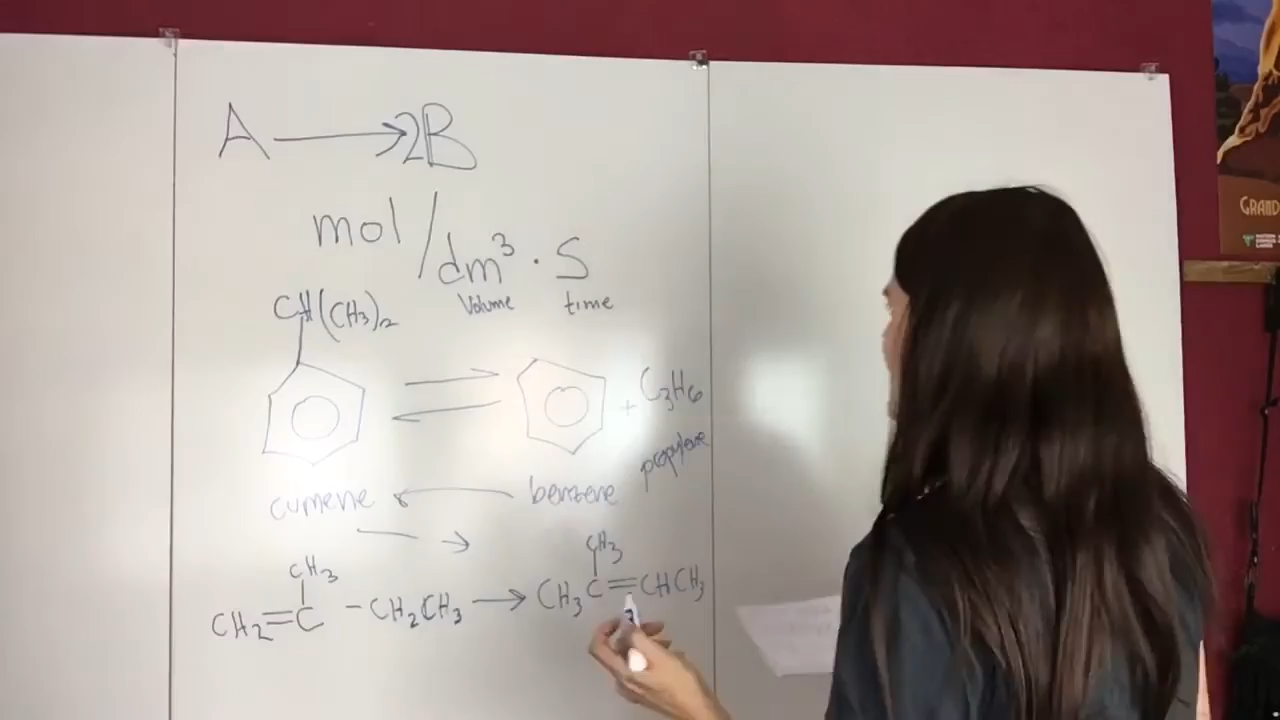 A → 2B
mol/dm³ · S
Volume time
CH(CH3)2
⇌
+ C3H6
propylene
cumene ← benzene
→
CH3 CH3
CH2=C-CH2CH3 → CH3C=CHCH3
GRAND